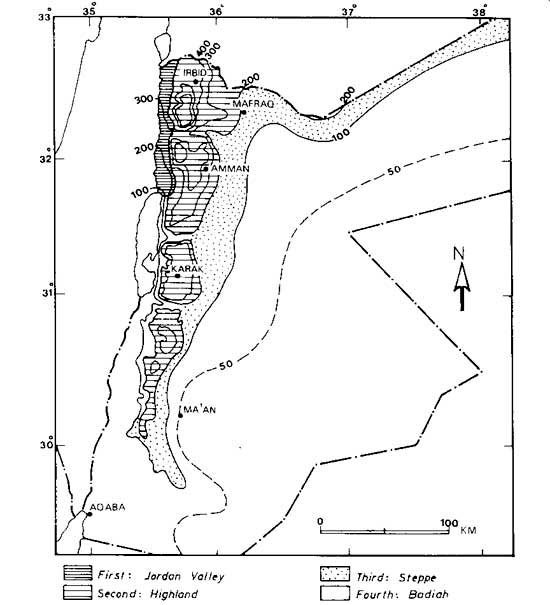 35° 36 37° 38°
33°
400
300
IRBID
200
MAFRAQ
200
300
100
32°
200
AMMAN
50
100
N
KARAK
31°
50
MA'AN
30°
AQABA
0 100
KM
First: Jordan Valley
Second: Highland
Third: Steppe
Fourth: Badiah